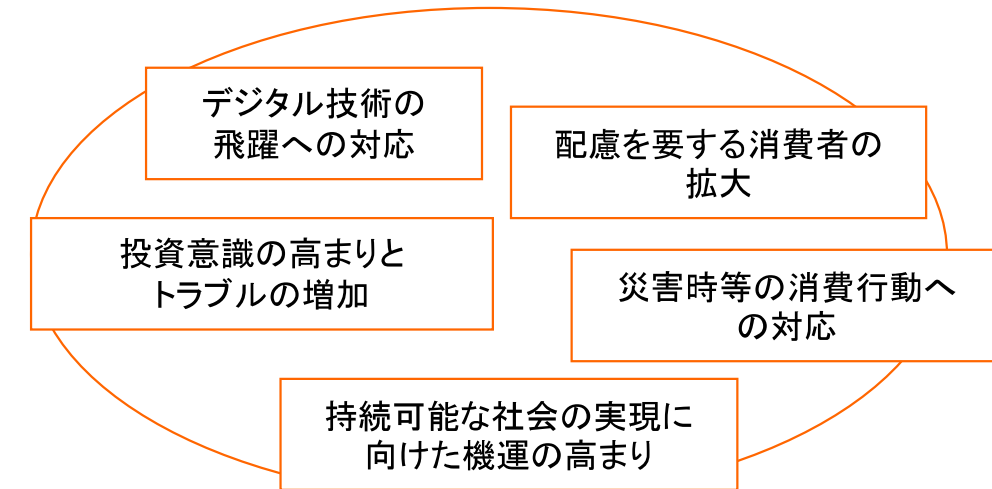 デジタル技術の
飛躍への対応
配慮を要する消費者の
拡大
投資意識の高まりと
トラブルの増加
災害時等の消費行動へ
の対応
持続可能な社会の実現に
向けた機運の高まり